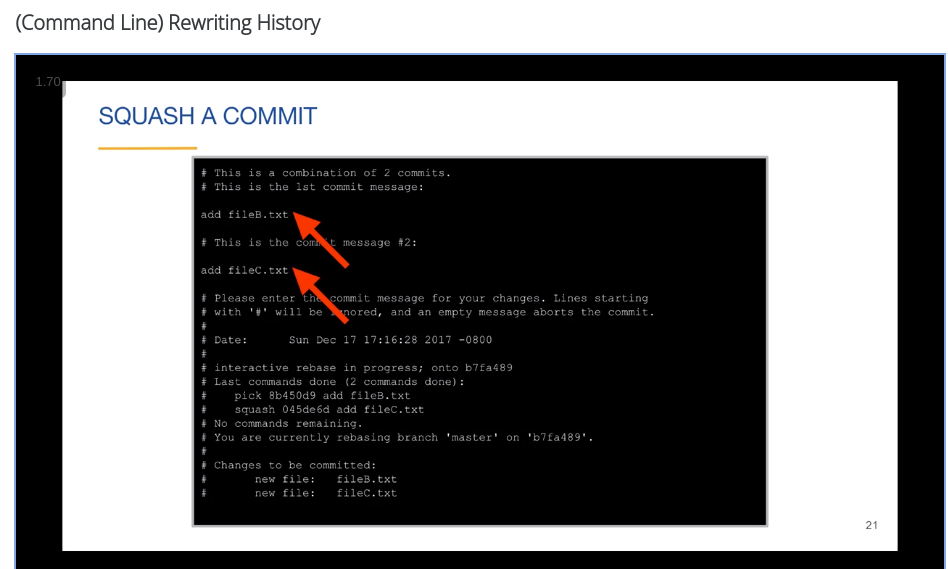 (Command Line) Rewriting History
1.70
SQUASH A COMMIT
# This is a combination of 2 commits.
# This is the 1st commit message:
add fileB.txt
# This is the commit message #2:
add fileC.txt
# Please enter the commit message for your changes. Lines starting
# with '#' will be ignored, and an empty message aborts the commit.
#
# Date:      Sun Dec 17 17:16:28 2017 -0800
#
# interactive rebase in progress; onto b7fa489
# Last commands done (2 commands done):
#    pick 8b450d9 add fileB.txt
#    squash 045de6d add fileC.txt
# No commands remaining.
# You are currently rebasing branch 'master' on 'b7fa489'.
#
# Changes to be committed:
#       new file:   fileB.txt
#       new file:   fileC.txt
21